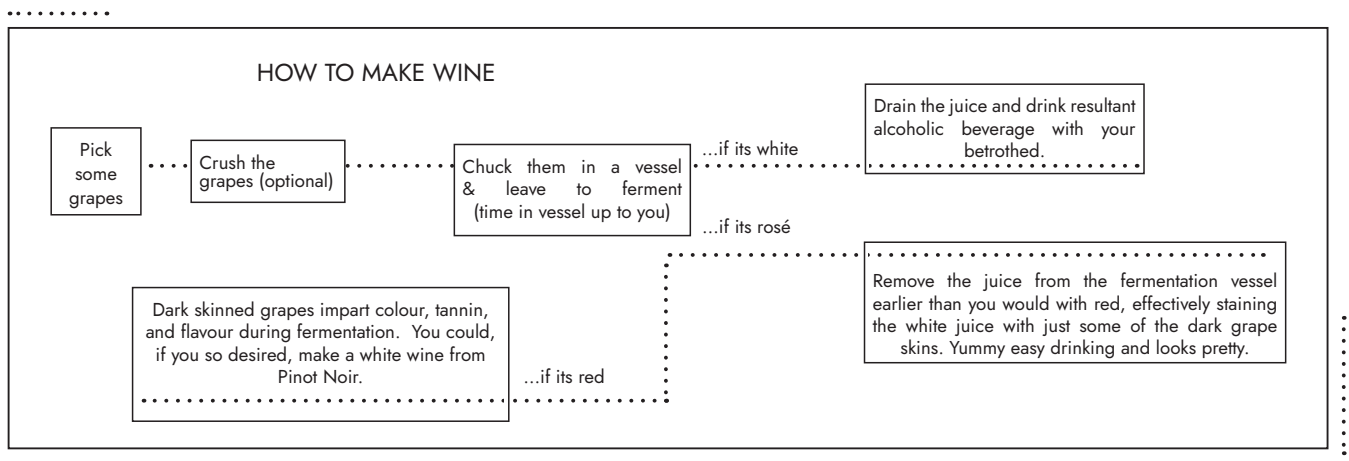 HOW TO MAKE WINE
Pick
some
grapes
Crush the
grapes (optional)
Chuck them in a vessel
& leave to ferment
(time in vessel up to you)
...if its white
Drain the juice and drink resultant
alcoholic beverage with your
betrothed.
...if its rosé
Remove the juice from the fermentation vessel
earlier than you would with red, effectively staining
the white juice with just some of the dark grape
skins. Yummy easy drinking and looks pretty.
...if its red
Dark skinned grapes impart colour, tannin,
and flavour during fermentation. You could,
if you so desired, make a white wine from
Pinot Noir.